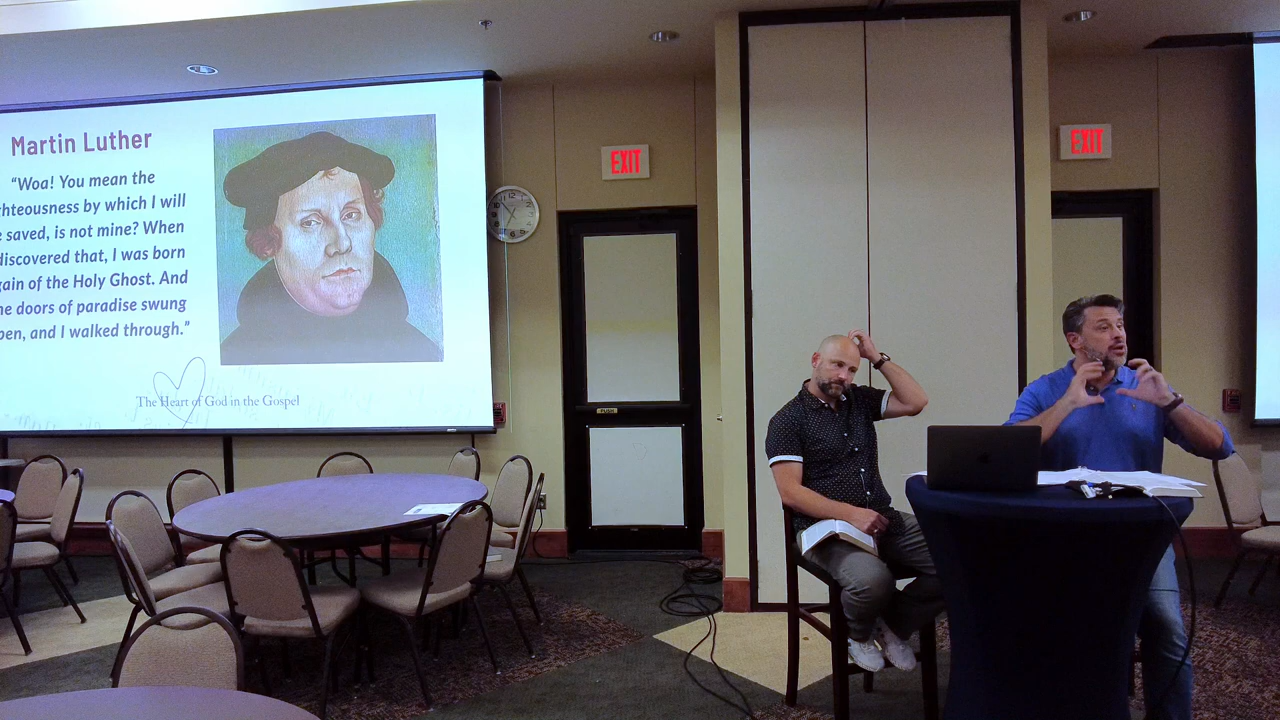 Martin Luther
"Woa! You mean the
hteousness by which I will
saved, is not mine? When
discovered that, I was born
gain of the Holy Ghost. And
he doors of paradise swung
pen, and I walked through."
The Heart of God in the Gospel
EXIT
EXIT
PUSH